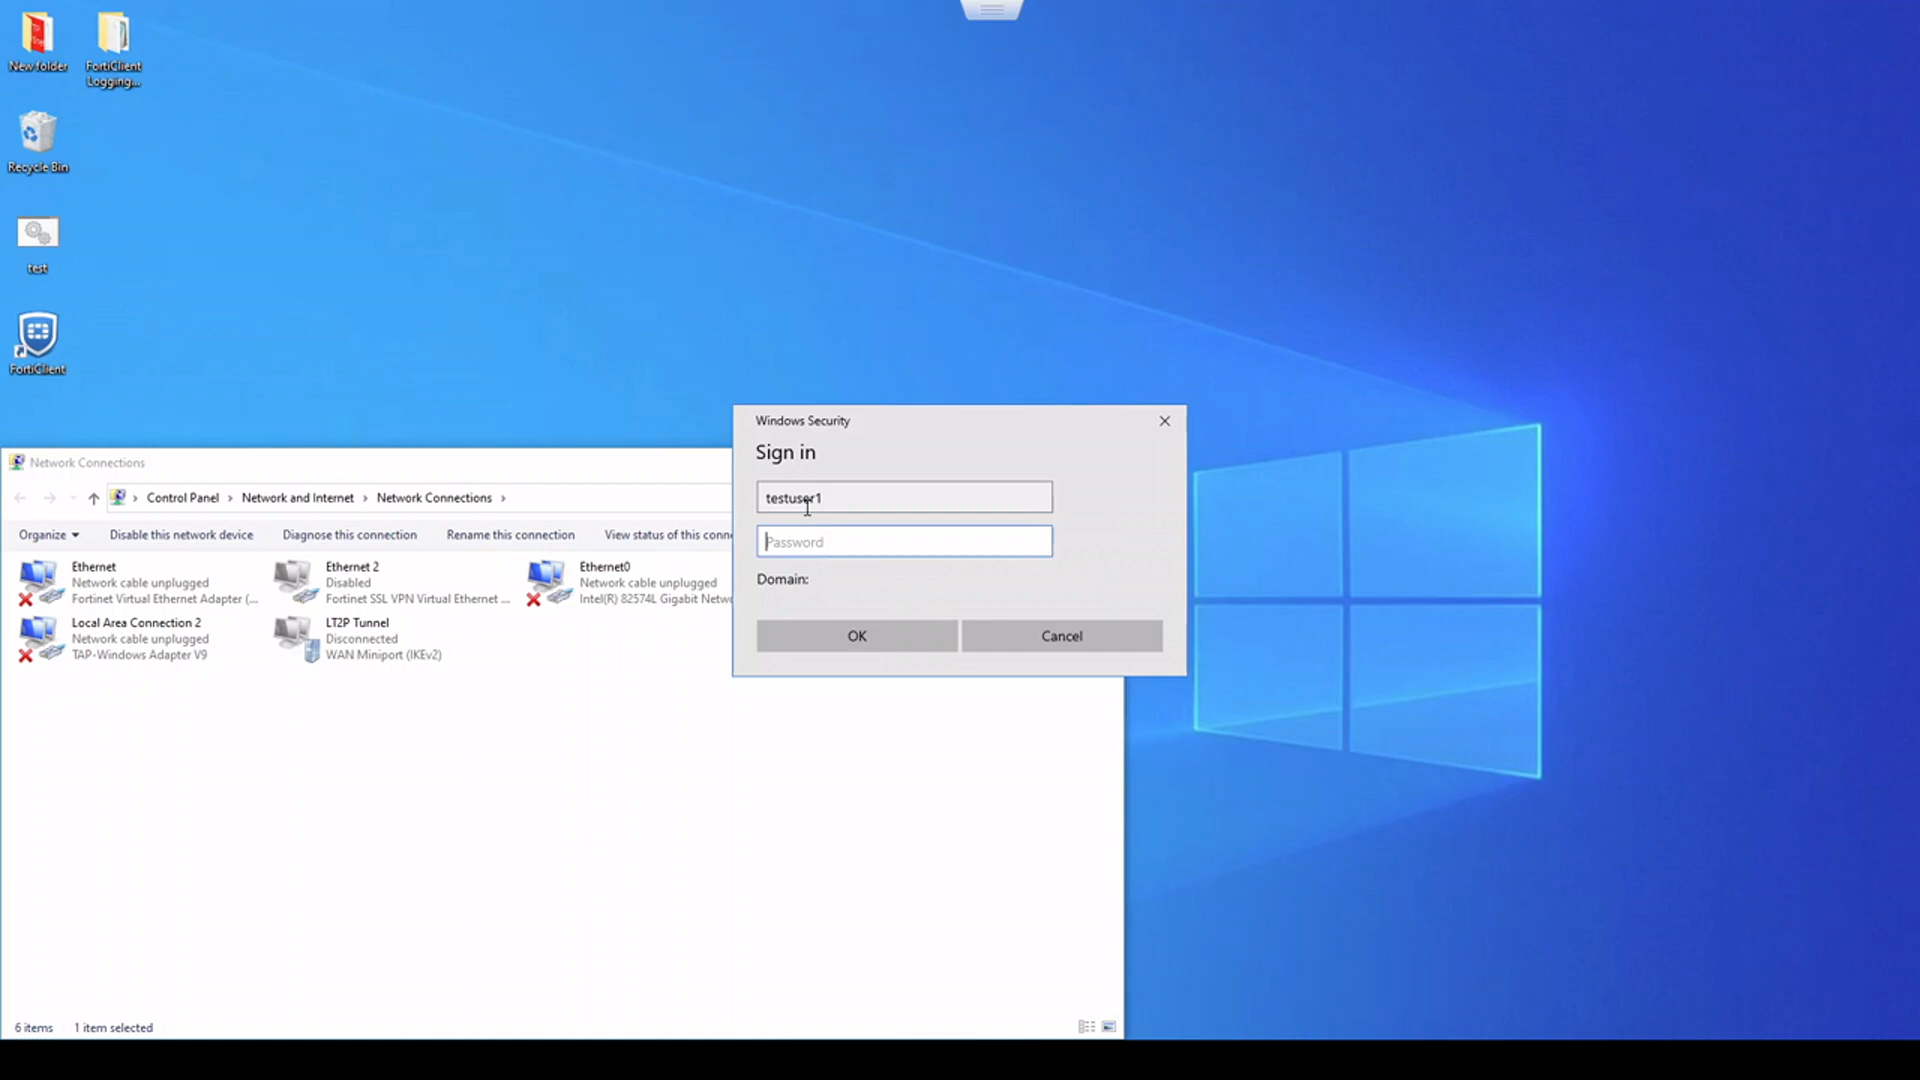 New folder
FortiClient
Logging...
Recycle Bin
test
FortiClient
Network Connections
Control Panel
Network and Internet
Network Connections
Organize
Disable this network device
Diagnose this connection
Rename this connection
View status of this conn
Ethernet
Network cable unplugged
Fortinet Virtual Ethernet Adapter (...
Ethernet 2
Disabled
Fortinet SSL VPN Virtual Ethernet ...
Ethernet0
Network cable unplugged
Intel(R) 82574L Gigabit Netw
Local Area Connection 2
Network cable unplugged
TAP-Windows Adapter V9
LT2P Tunnel
Disconnected
WAN Miniport (IKEv2)
6 items
1 item selected
Windows Security
Sign in
testuser1
Password
Domain:
OK
Cancel